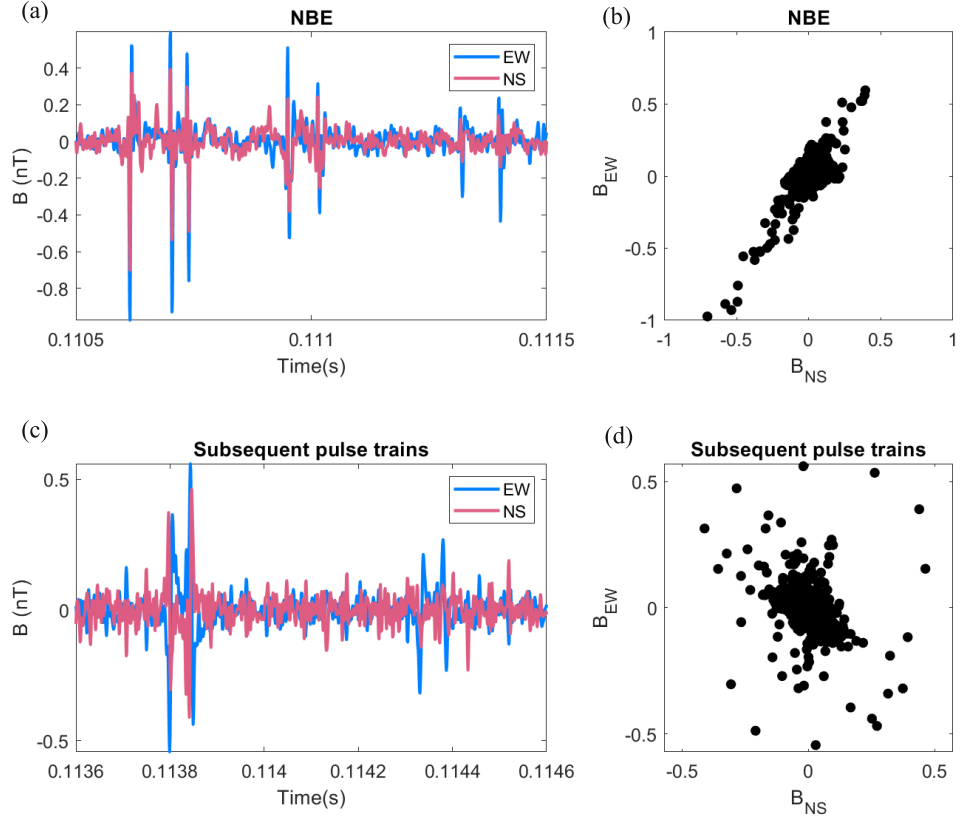 (a)
NBE
EW
NS
B (nT)
0.4
0.2
0
-0.2
-0.4
-0.6
-0.8
0.1105
0.111
0.1115
Time(s)
(b)
NBE
B_EW
1
0.5
0
-0.5
-1
-1
-0.5
0
0.5
1
B_NS
(c)
Subsequent pulse trains
EW
NS
B (nT)
0.5
0
-0.5
0.1136
0.1138
0.114
0.1142
0.1144
0.1146
Time(s)
(d)
Subsequent pulse trains
B_EW
0.5
0
-0.5
-0.5
0
0.5
B_NS